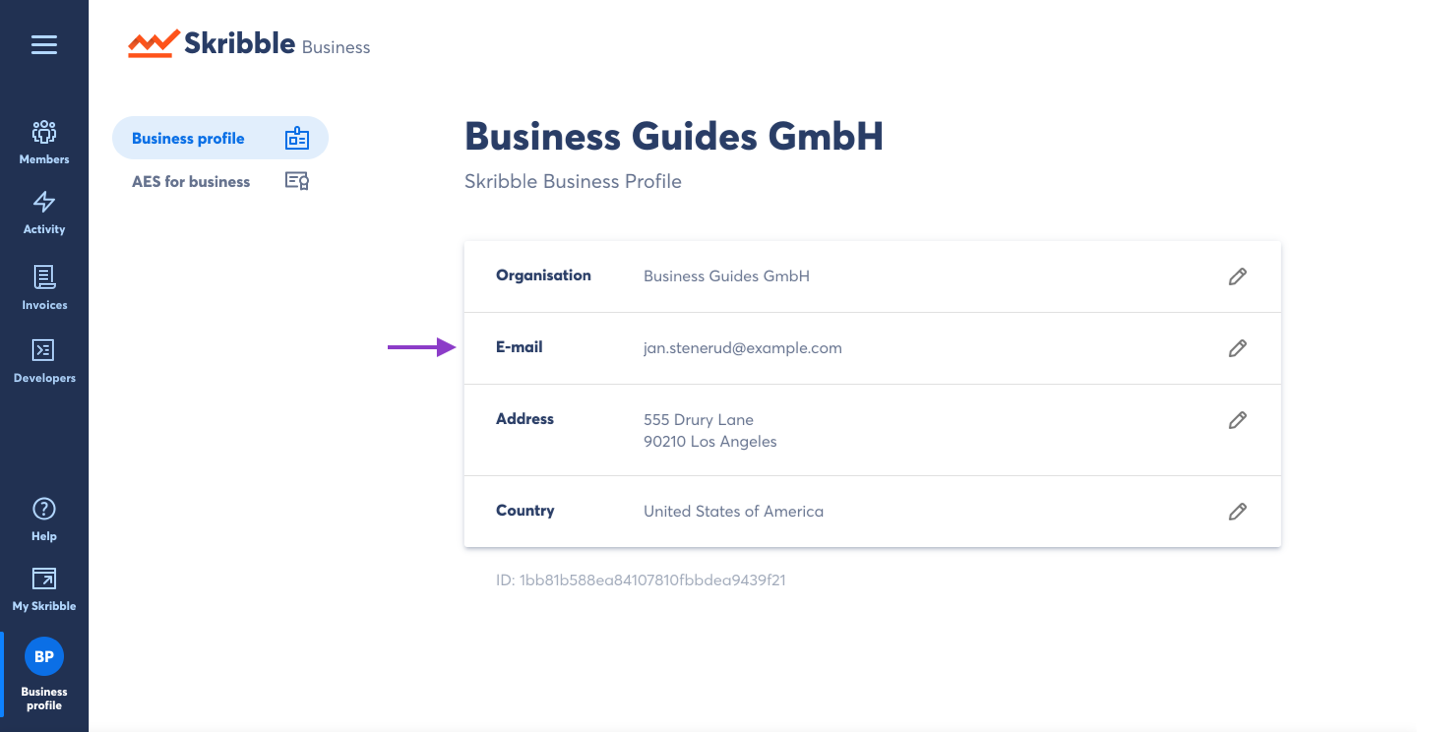 Skribble Business
Members
Activity
Invoices
Developers
Help
My Skribble
BP
Business
profile
Business profile
AES for business
Business Guides GmbH
Skribble Business Profile
Organisation Business Guides GmbH
E-mail jan.stenerud@example.com
Address 555 Drury Lane
90210 Los Angeles
Country United States of America
ID: 1bb81b588ea84107810fbbdea9439f21